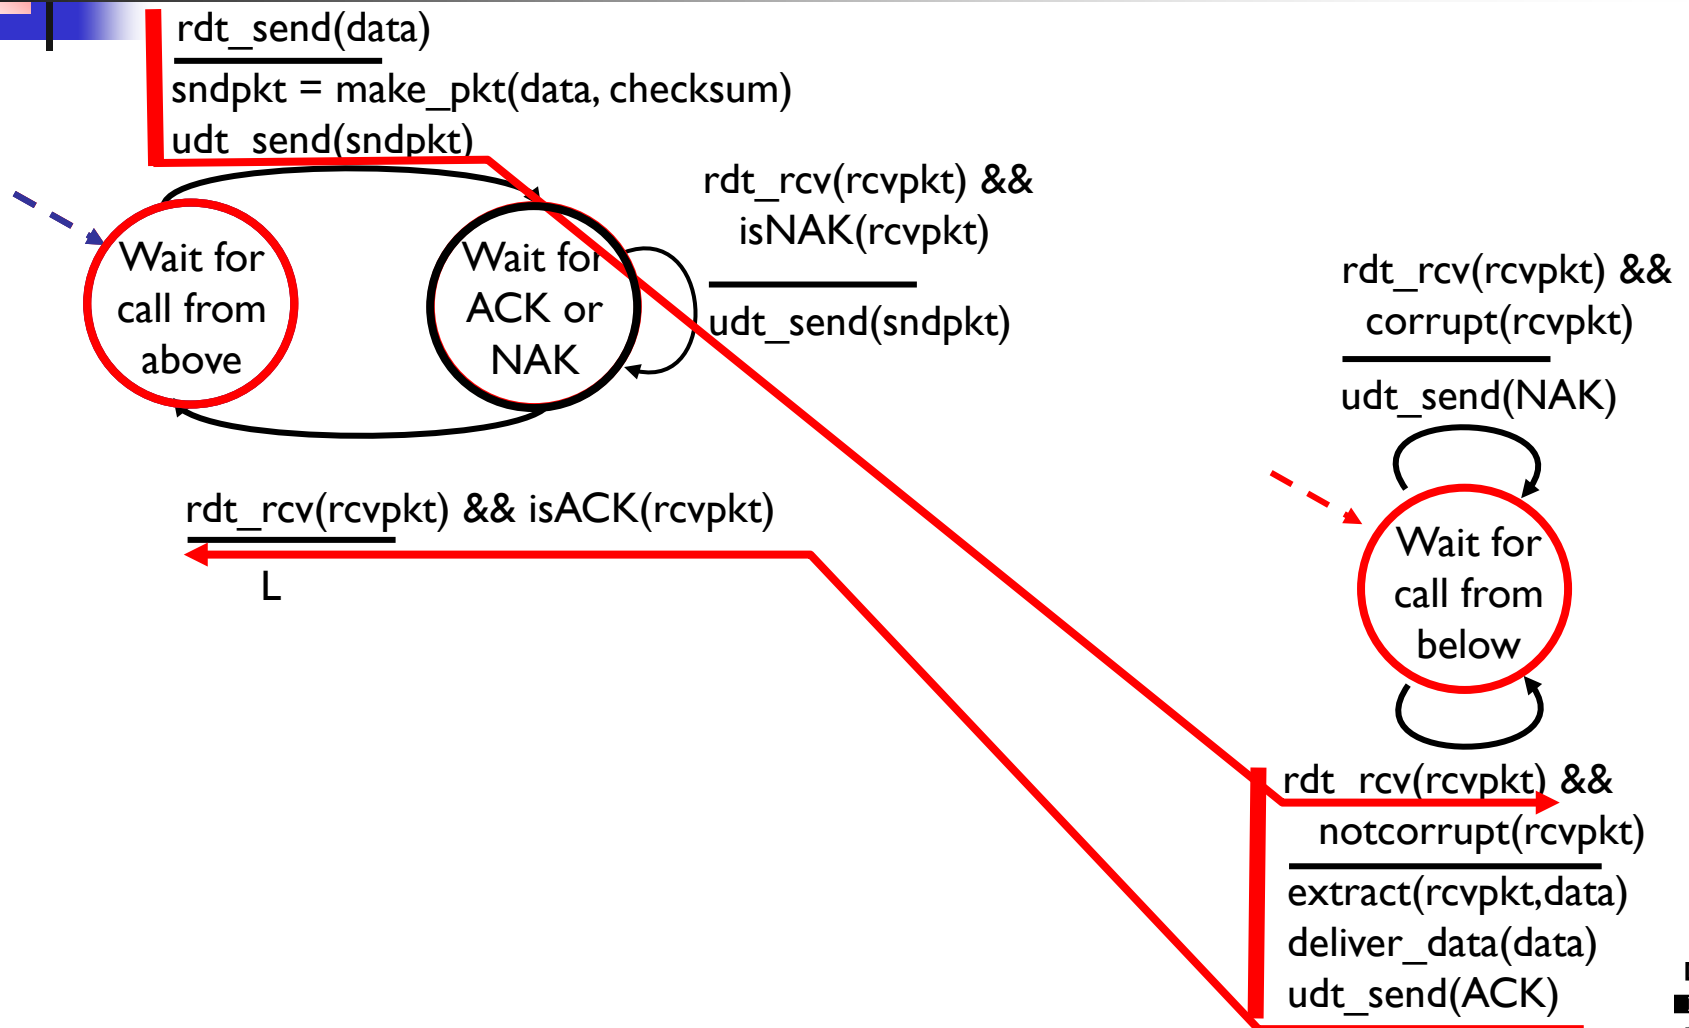 rdt_send(data)
sndpkt = make_pkt(data, checksum)
udt_send(sndpkt)
Wait for
call from
above
Wait for
ACK or
NAK
rdt_rcv(rcvpkt) &&
isNAK(rcvpkt)
udt_send(sndpkt)
rdt_rcv(rcvpkt) && isACK(rcvpkt)
L
rdt_rcv(rcvpkt) &&
corrupt(rcvpkt)
udt_send(NAK)
Wait for
call from
below
rdt_rcv(rcvpkt) &&
notcorrupt(rcvpkt)
extract(rcvpkt,data)
deliver_data(data)
udt_send(ACK)